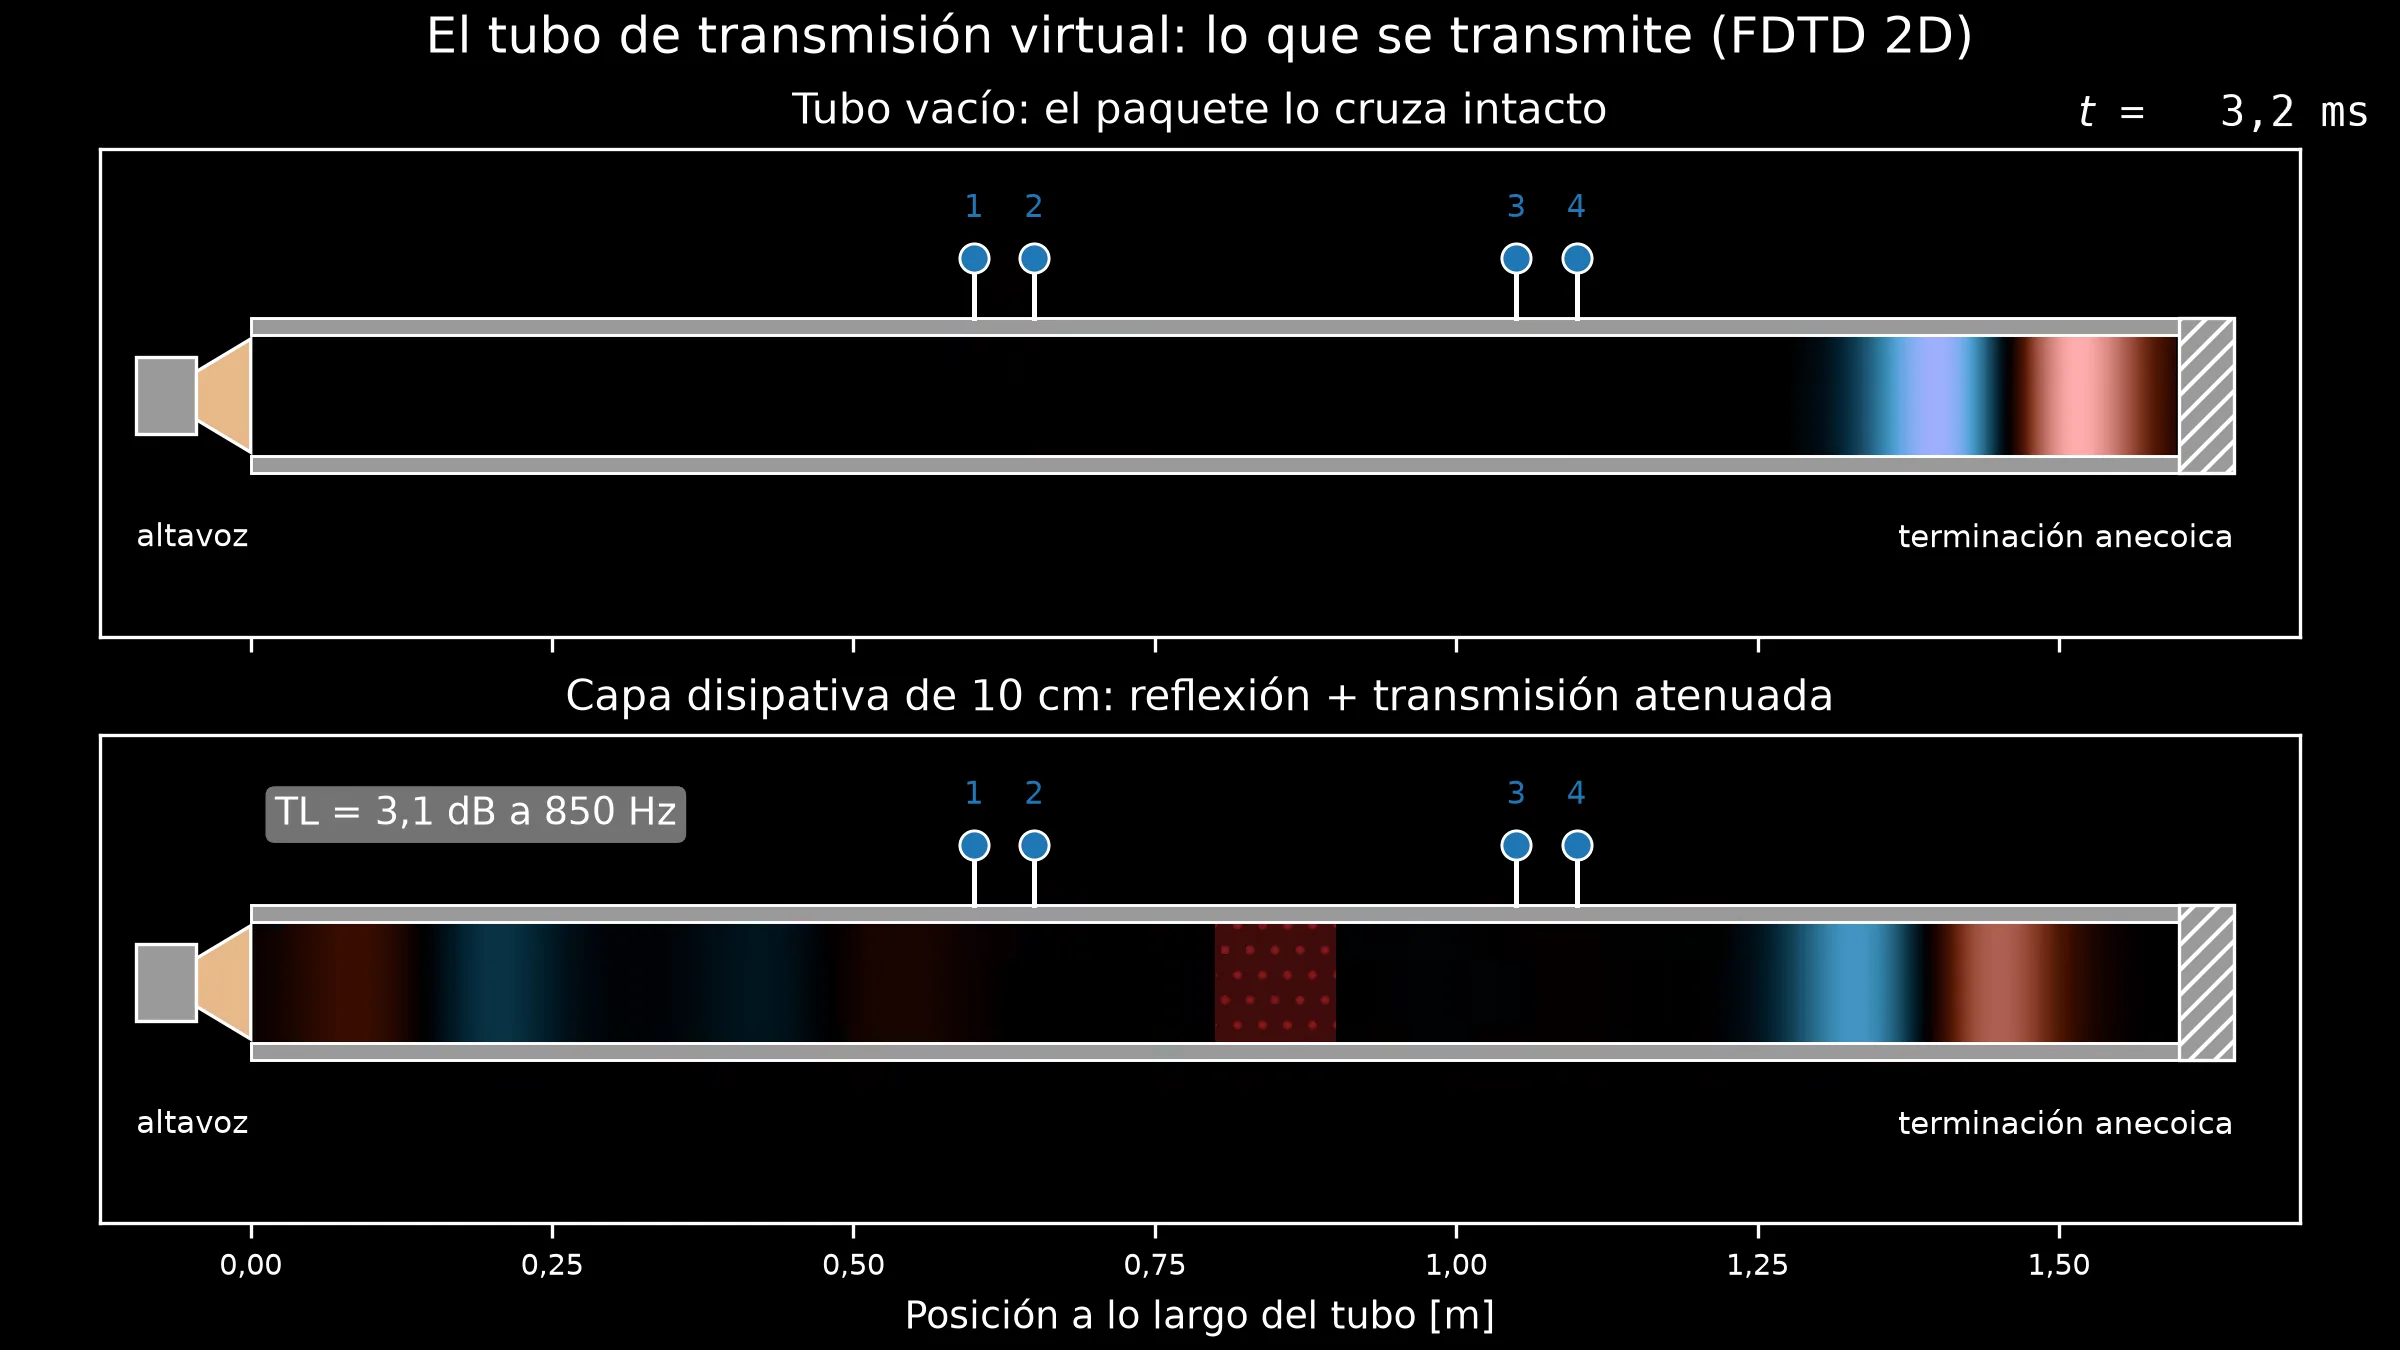 El tubo de transmisión virtual: lo que se transmite (FDTD 2D)
Tubo vacío: el paquete lo cruza intacto
t = 3,2 ms
1 2 3 4
altavoz
terminación anecoica
Capa disipativa de 10 cm: reflexión + transmisión atenuada
TL = 3,1 dB a 850 Hz
1 2 3 4
altavoz
terminación anecoica
0,00 0,25 0,50 0,75 1,00 1,25 1,50
Posición a lo largo del tubo [m]